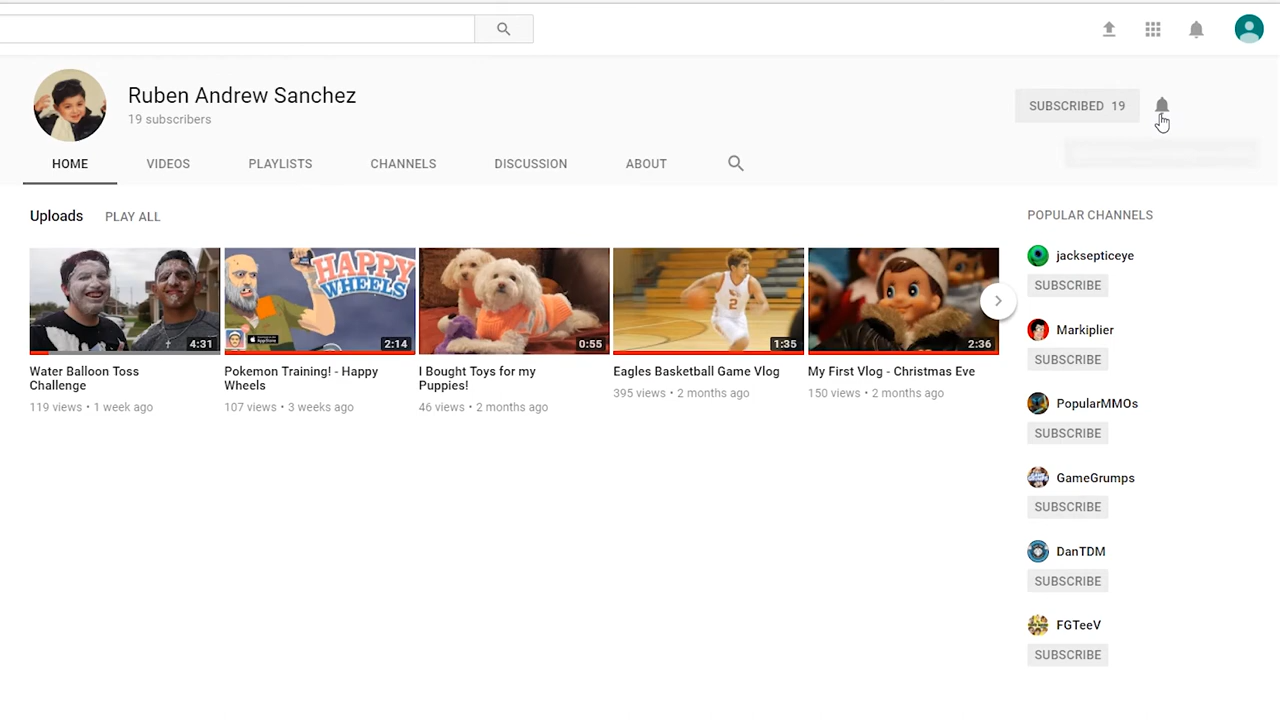 Ruben Andrew Sanchez
19 subscribers
SUBSCRIBED 19
HOME VIDEOS PLAYLISTS CHANNELS DISCUSSION ABOUT
Uploads PLAY ALL
4:31
Water Balloon Toss
Challenge
119 views • 1 week ago
HAPPY
WHEELS
App Store
2:14
Pokemon Training! - Happy
Wheels
107 views • 3 weeks ago
0:55
I Bought Toys for my
Puppies!
46 views • 2 months ago
2
1:35
Eagles Basketball Game Vlog
395 views • 2 months ago
2:36
My First Vlog - Christmas Eve
150 views • 2 months ago
POPULAR CHANNELS
jacksepticeye
SUBSCRIBE
Markiplier
SUBSCRIBE
PopularMMOs
SUBSCRIBE
GameGrumps
SUBSCRIBE
DanTDM
SUBSCRIBE
FGTeeV
SUBSCRIBE